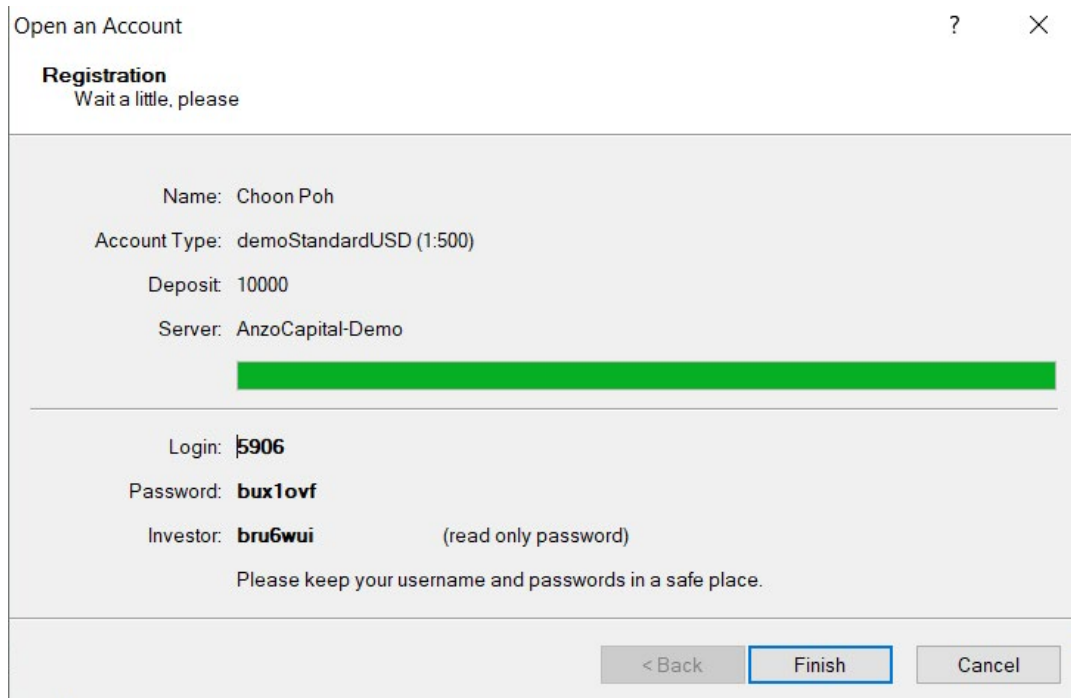 Open an Account
?
Registration
Wait a little, please
Name: Choon Poh
Account Type: demoStandardUSD (1:500)
Deposit: 10000
Server: AnzoCapital-Demo
Login: 5906
Password: bux1ovf
Investor: bru6wui (read only password)
Please keep your username and passwords in a safe place.
< Back Finish Cancel